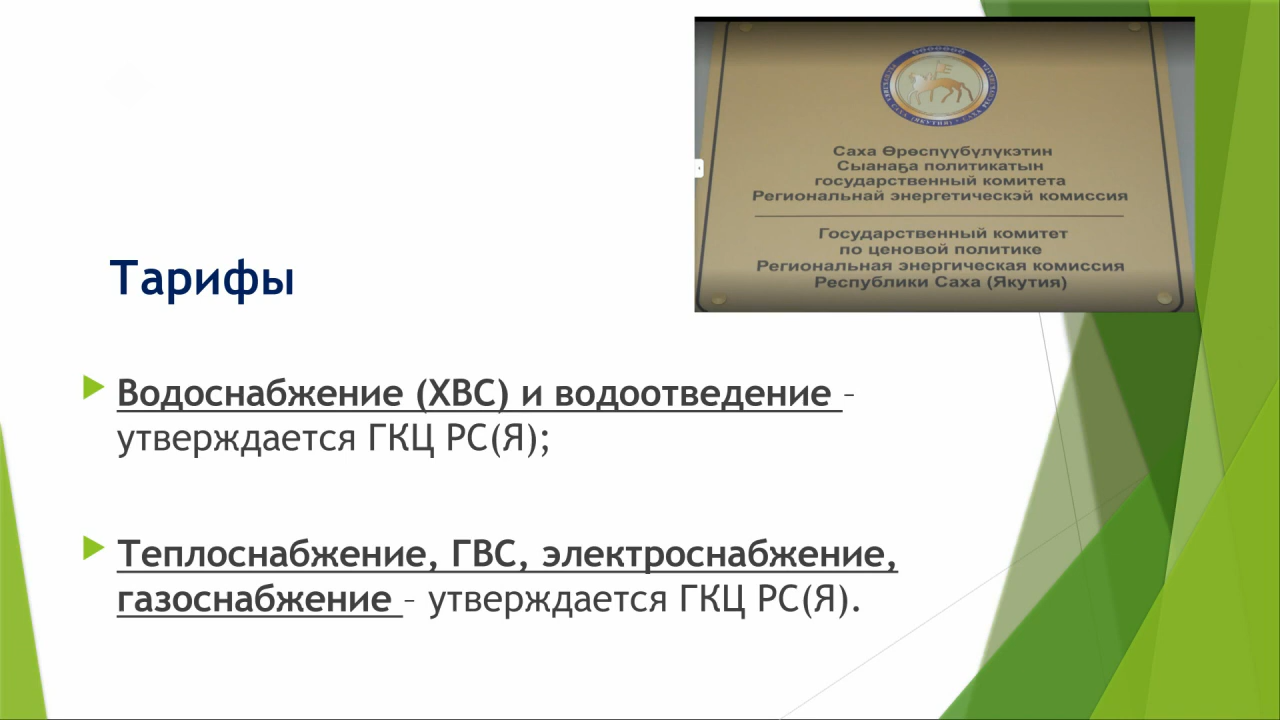 Саха Өрөспүүбүлүкэтин
Сыанаҕа политикатын
государственный комитета
Региональнай энергетическэй комиссия
Государственный комитет
по ценовой политике
Региональная энергическая комиссия
Республики Саха (Якутия)
Тарифы
Водоснабжение (ХВС) и водоотведение –
утверждается ГКЦ РС(Я);
Теплоснабжение, ГВС, электроснабжение,
газоснабжение – утверждается ГКЦ РС(Я).